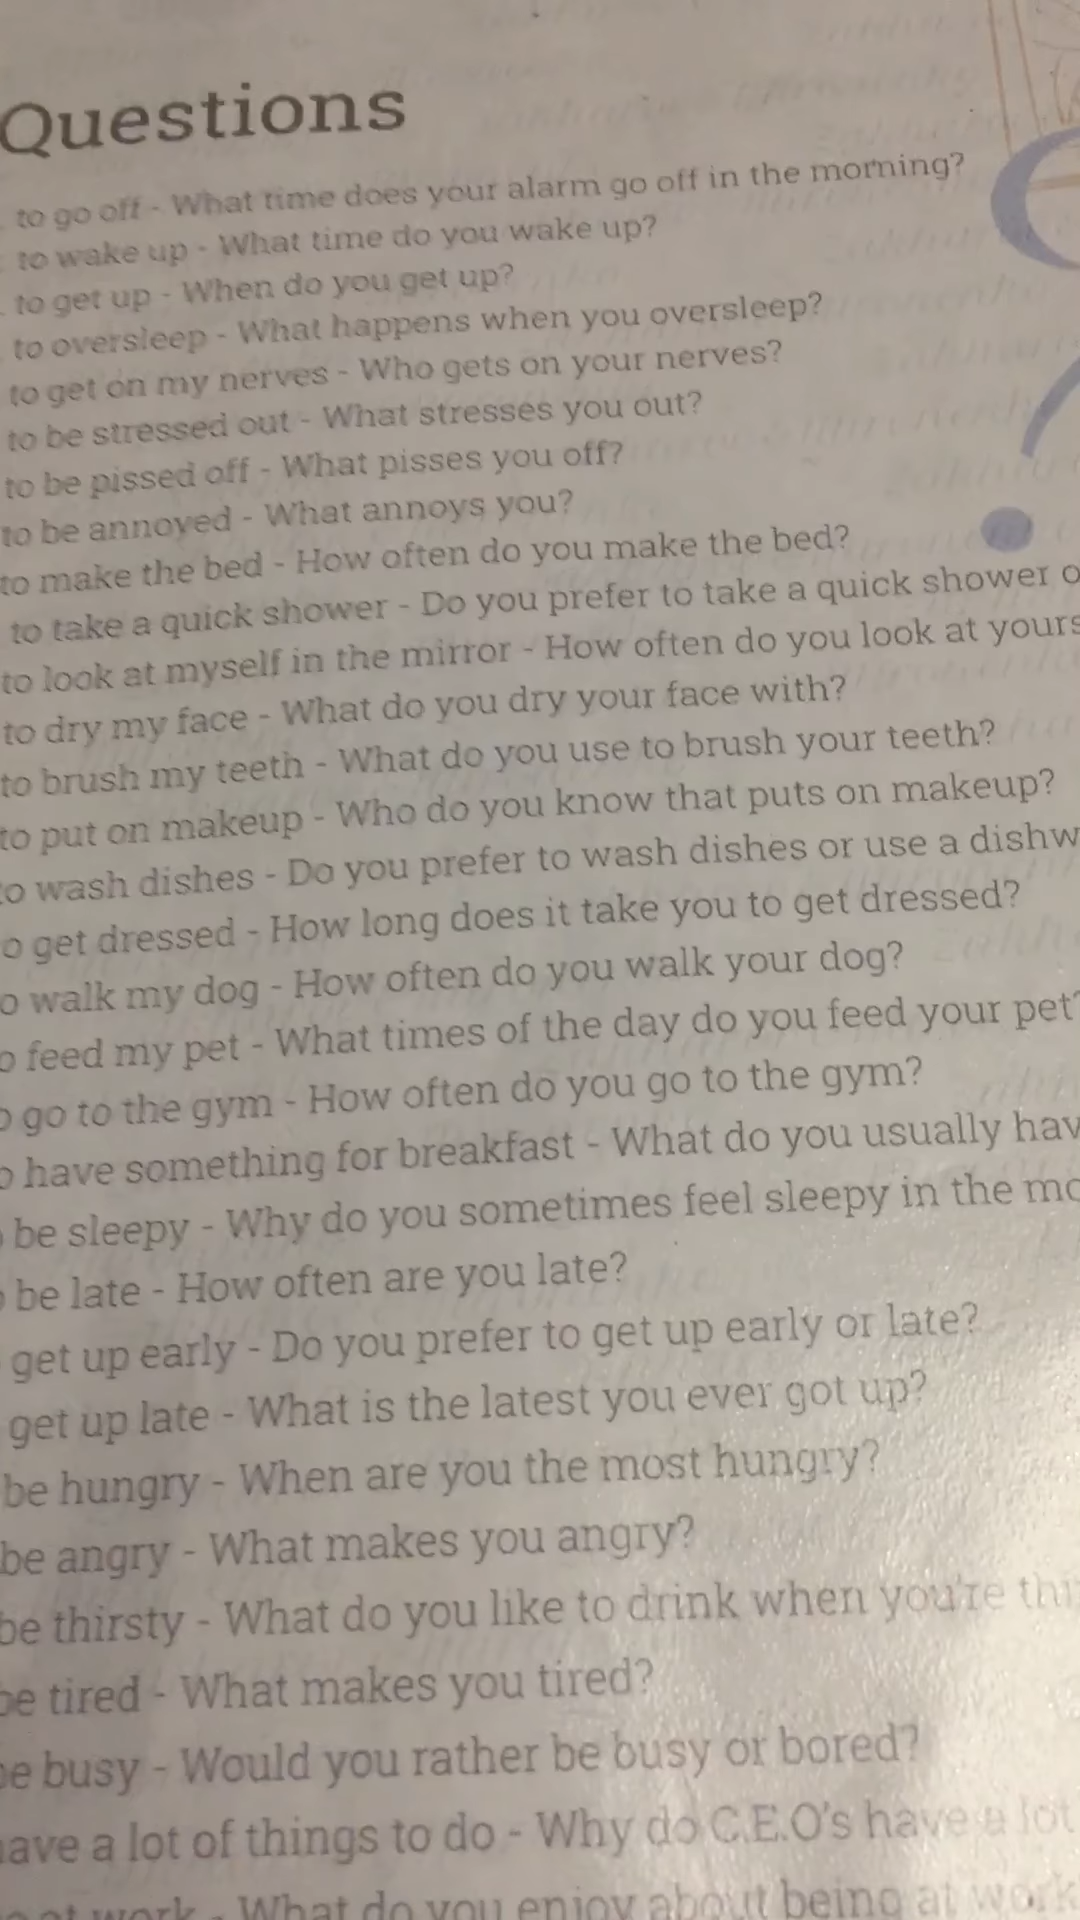 Questions
to go off - What time does your alarm go off in the morning?
to wake up - What time do you wake up?
to get up - When do you get up?
to oversleep - What happens when you oversleep?
to get on my nerves - Who gets on your nerves?
to be stressed out - What stresses you out?
to be pissed off - What pisses you off?
to be annoyed - What annoys you?
to make the bed - How often do you make the bed?
to take a quick shower - Do you prefer to take a quick shower o
to look at myself in the mirror - How often do you look at yours
to dry my face - What do you dry your face with?
to brush my teeth - What do you use to brush your teeth?
to put on makeup - Who do you know that puts on makeup?
to wash dishes - Do you prefer to wash dishes or use a dishw
o get dressed - How long does it take you to get dressed?
o walk my dog - How often do you walk your dog?
o feed my pet - What times of the day do you feed your pet?
o go to the gym - How often do you go to the gym?
o have something for breakfast - What do you usually hav
be sleepy - Why do you sometimes feel sleepy in the mo
be late - How often are you late?
get up early - Do you prefer to get up early or late?
get up late - What is the latest you ever got up?
be hungry - When are you the most hungry?
be angry - What makes you angry?
be thirsty - What do you like to drink when you're thi
be tired - What makes you tired?
be busy - Would you rather be busy or bored?
have a lot of things to do - Why do C.E.O's have a lot
at work - What do you enjoy about being at work